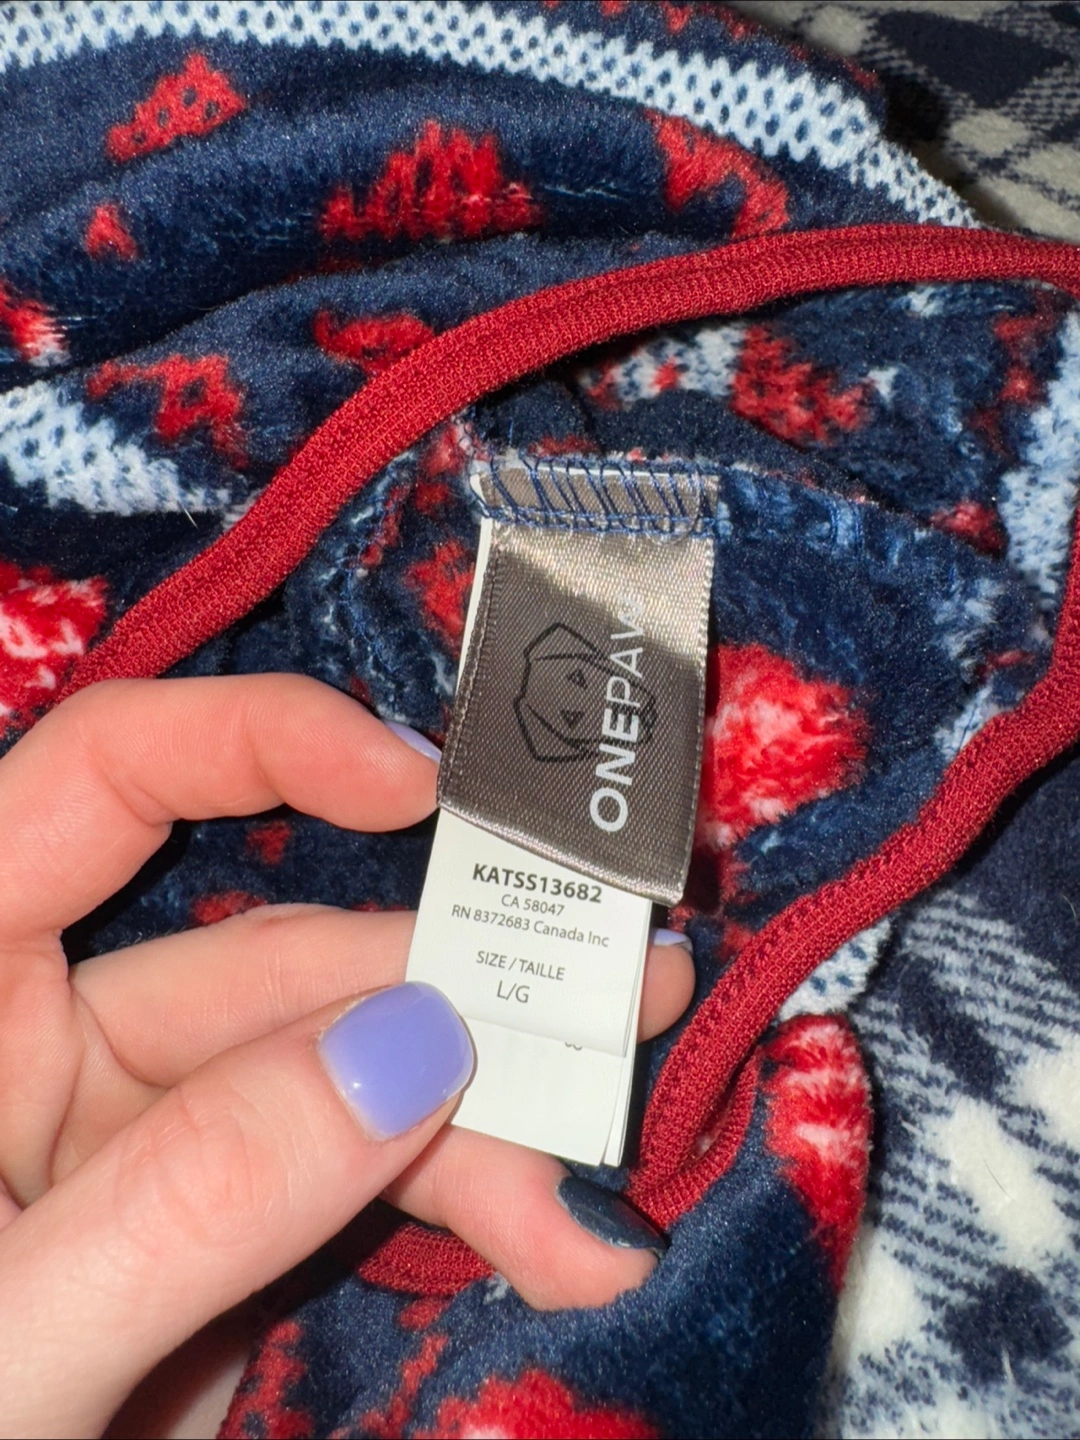 ONEPAW
KATSS13682
CA 58047
RN 8372683 Canada Inc
SIZE / TAILLE
L/G